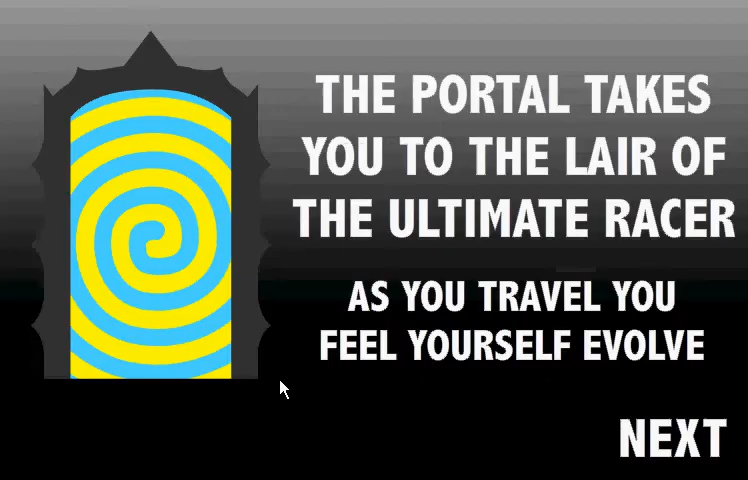 THE PORTAL TAKES
YOU TO THE LAIR OF
THE ULTIMATE RACER
AS YOU TRAVEL YOU
FEEL YOURSELF EVOLVE
NEXT